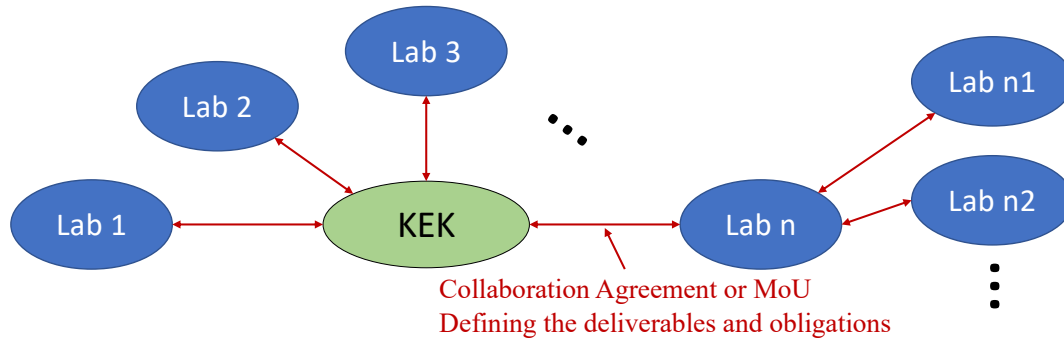 Lab 3
Lab 2
Lab n1
Lab 1
KEK
Lab n
Lab n2
Collaboration Agreement or MoU
Defining the deliverables and obligations